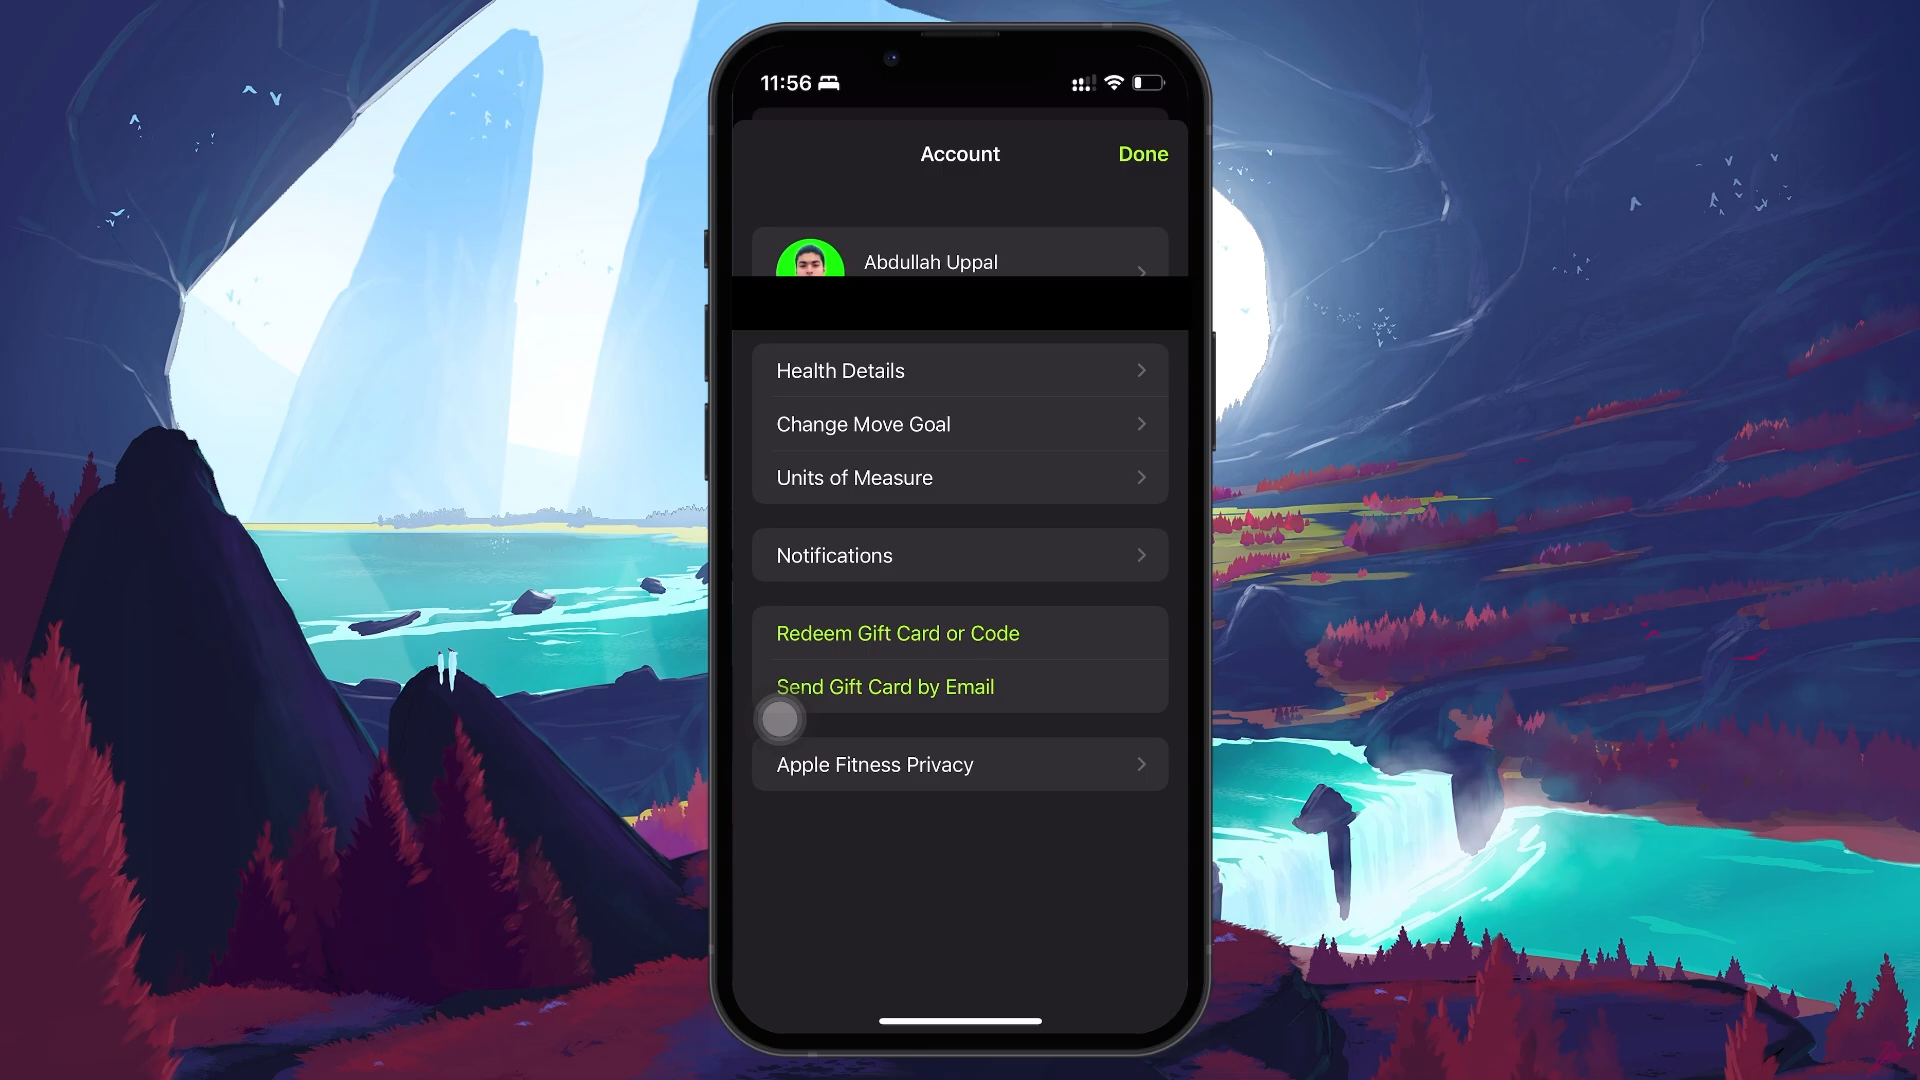 11:56
Account
Done
Abdullah Uppal
Health Details
Change Move Goal
Units of Measure
Notifications
Redeem Gift Card or Code
Send Gift Card by Email
Apple Fitness Privacy